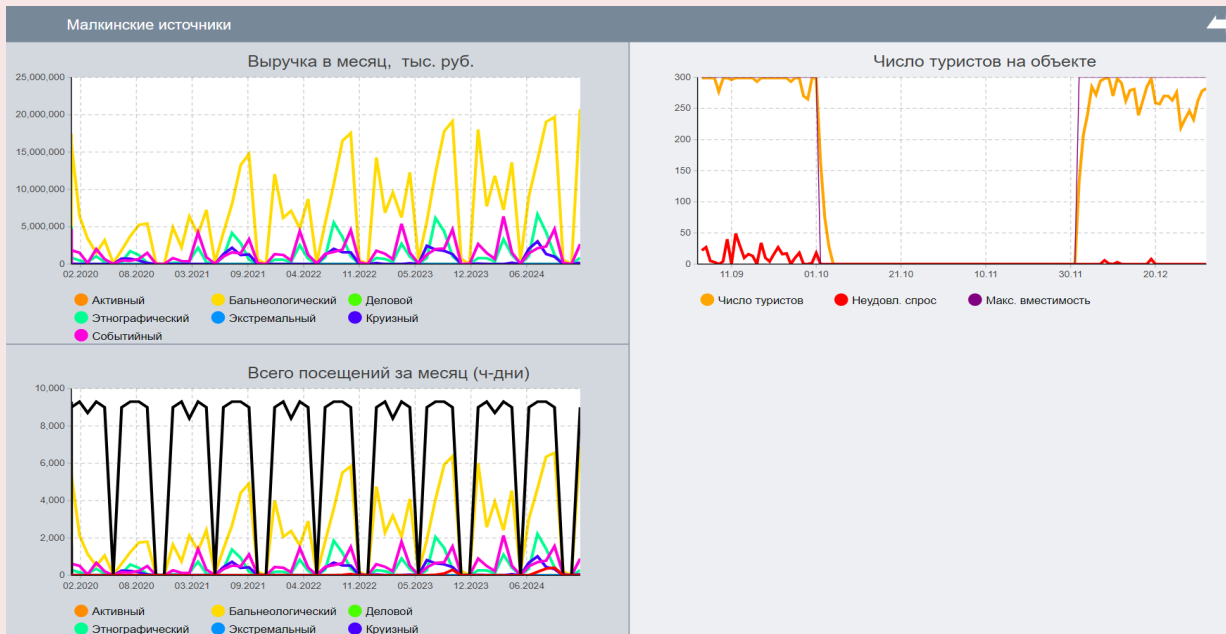 Малкинские источники
Выручка в месяц, тыс. руб.
25,000,000
20,000,000
15,000,000
10,000,000
5,000,000
0
02.2020 08.2020 03.2021 09.2021 04.2022 11.2022 05.2023 12.2023 06.2024
Активный Бальнеологический Деловой
Этнографический Экстремальный Круизный
Событийный
Всего посещений за месяц (ч-дни)
10,000
8,000
6,000
4,000
2,000
0
02.2020 08.2020 03.2021 09.2021 04.2022 11.2022 05.2023 12.2023 06.2024
Активный Бальнеологический Деловой
Этнографический Экстремальный Круизный
Число туристов на объекте
300
250
200
150
100
50
0
11.09 01.10 21.10 10.11 30.11 20.12
Число туристов Неудовл. спрос Макс. вместимость